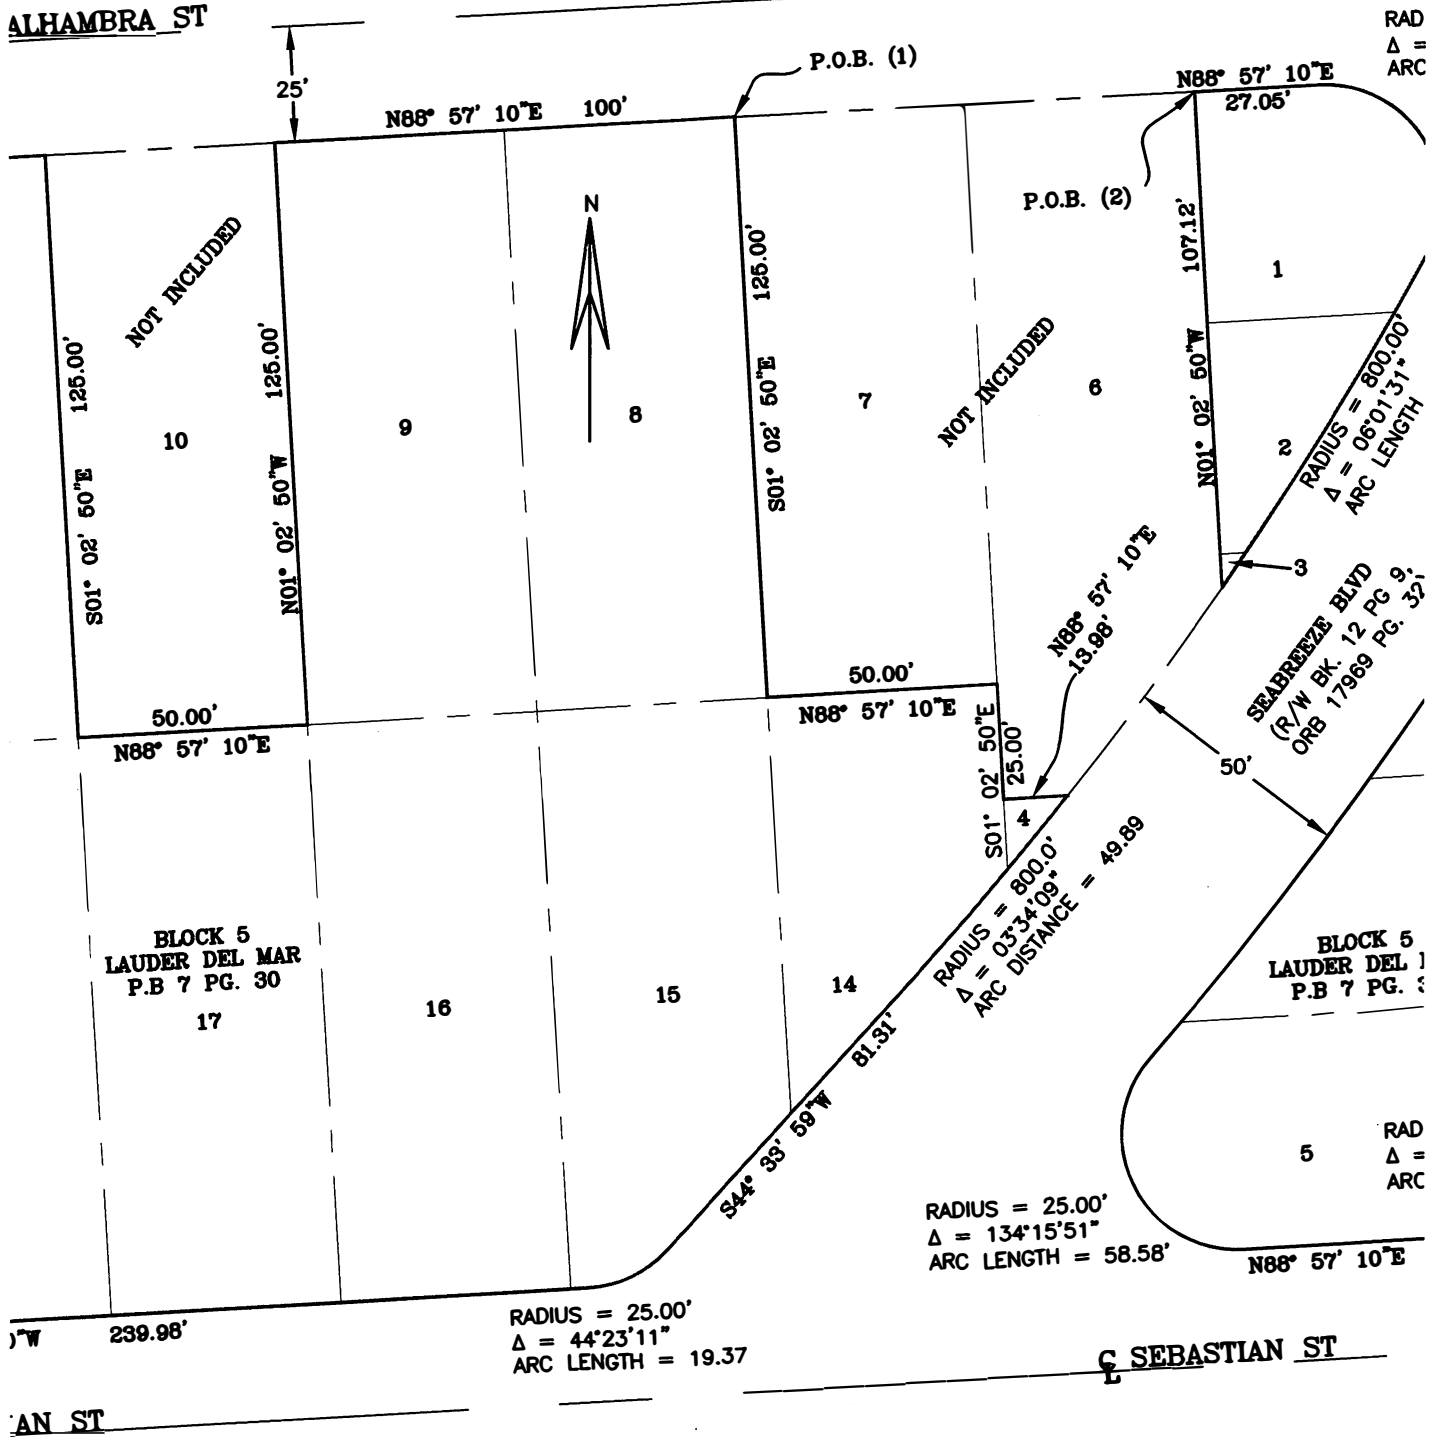 ALHAMBRA ST
25'
N88° 57' 10"E 100'
P.O.B. (1)
N88° 57' 10"E
27.05'
RAD
Δ =
ARC
P.O.B. (2)
N
NOT INCLUDED
NOT INCLUDED
S01° 02' 50"E 125.00'
N01° 02' 50"W 125.00'
S01° 02' 50"E 125.00'
N01° 02' 50"W 107.12'
10
9
8
7
6
1
2
3
RADIUS = 800.00'
Δ = 06°01'31"
ARC LENGTH
SEABREEZE BLVD
(R/W BK. 12 PG 9,
ORB 17969 PG. 32
50'
N88° 57' 10"E
13.98'
50.00'
N88° 57' 10"E
50.00'
N88° 57' 10"E
S01° 02' 50"E
25.00'
4
RADIUS = 800.0'
Δ = 03°34'09"
ARC DISTANCE = 49.89
BLOCK 5
LAUDER DEL MAR
P.B 7 PG. 30
17
16
15
14
S44° 33' 59"W 81.31'
BLOCK 5
LAUDER DEL
P.B 7 PG.
5
RAD
Δ =
ARC
RADIUS = 25.00'
Δ = 134°15'51"
ARC LENGTH = 58.58'
N88° 57' 10"E
"W 239.98'
RADIUS = 25.00'
Δ = 44°23'11"
ARC LENGTH = 19.37
CL SEBASTIAN ST
AN ST